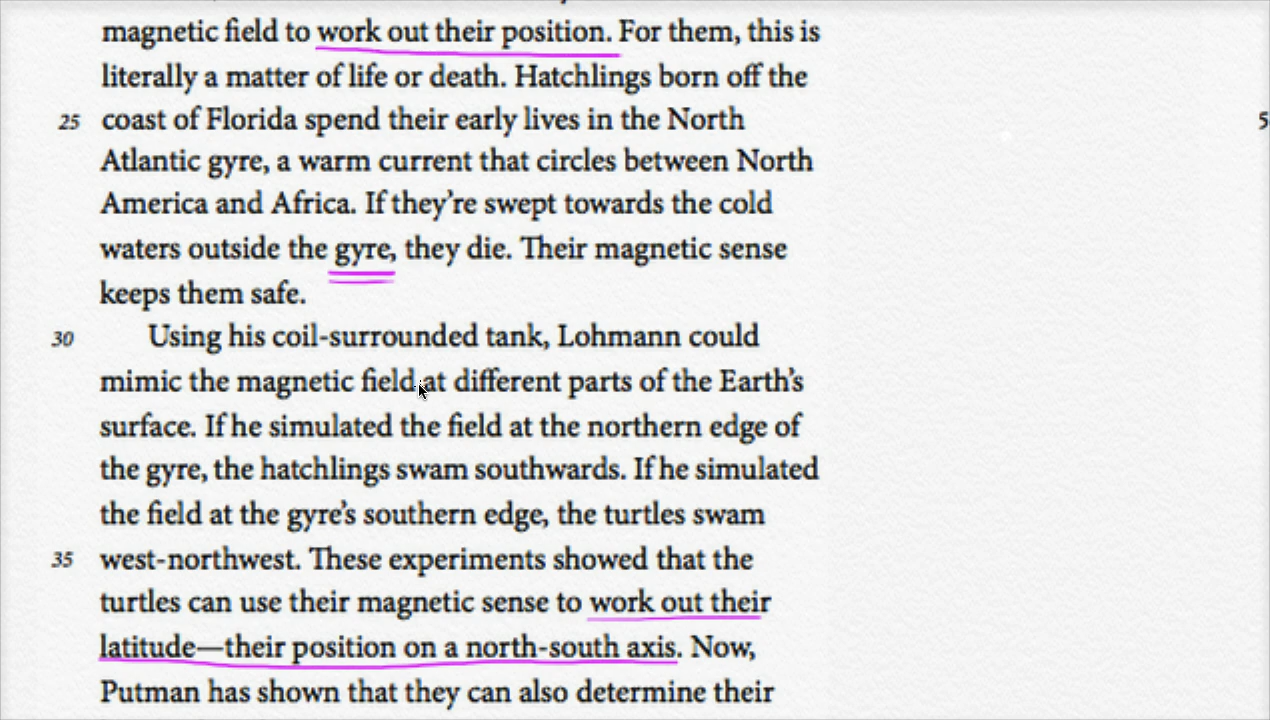 magnetic field to work out their position. For them, this is
literally a matter of life or death. Hatchlings born off the
25 coast of Florida spend their early lives in the North
5
Atlantic gyre, a warm current that circles between North
America and Africa. If they’re swept towards the cold
waters outside the gyre, they die. Their magnetic sense
keeps them safe.
30 Using his coil-surrounded tank, Lohmann could
mimic the magnetic field at different parts of the Earth’s
surface. If he simulated the field at the northern edge of
the gyre, the hatchlings swam southwards. If he simulated
the field at the gyre’s southern edge, the turtles swam
35 west-northwest. These experiments showed that the
turtles can use their magnetic sense to work out their
latitude—their position on a north-south axis. Now,
Putman has shown that they can also determine their